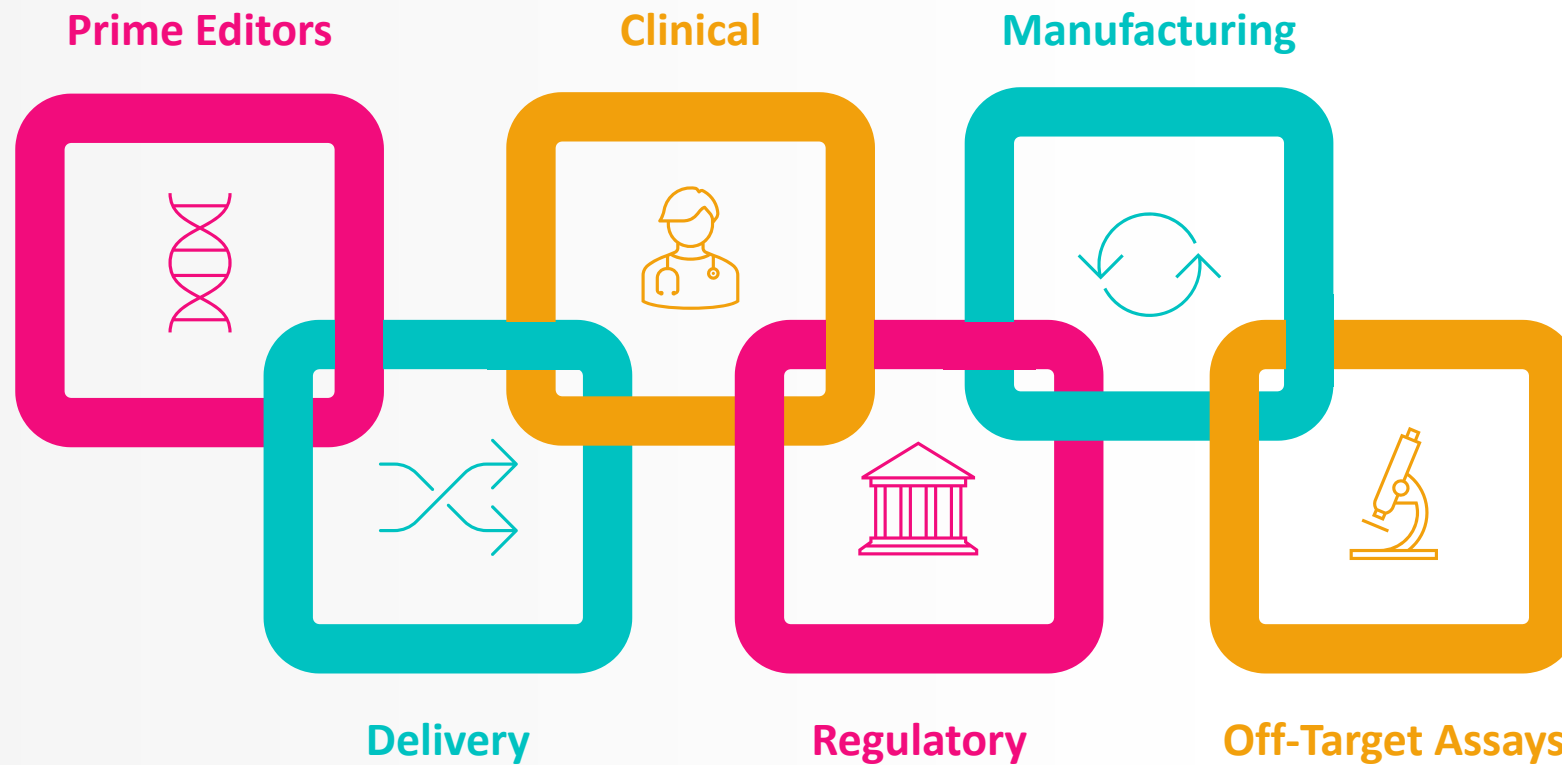 Prime Editors
Clinical
Manufacturing
Delivery
Regulatory
Off-Target Assays